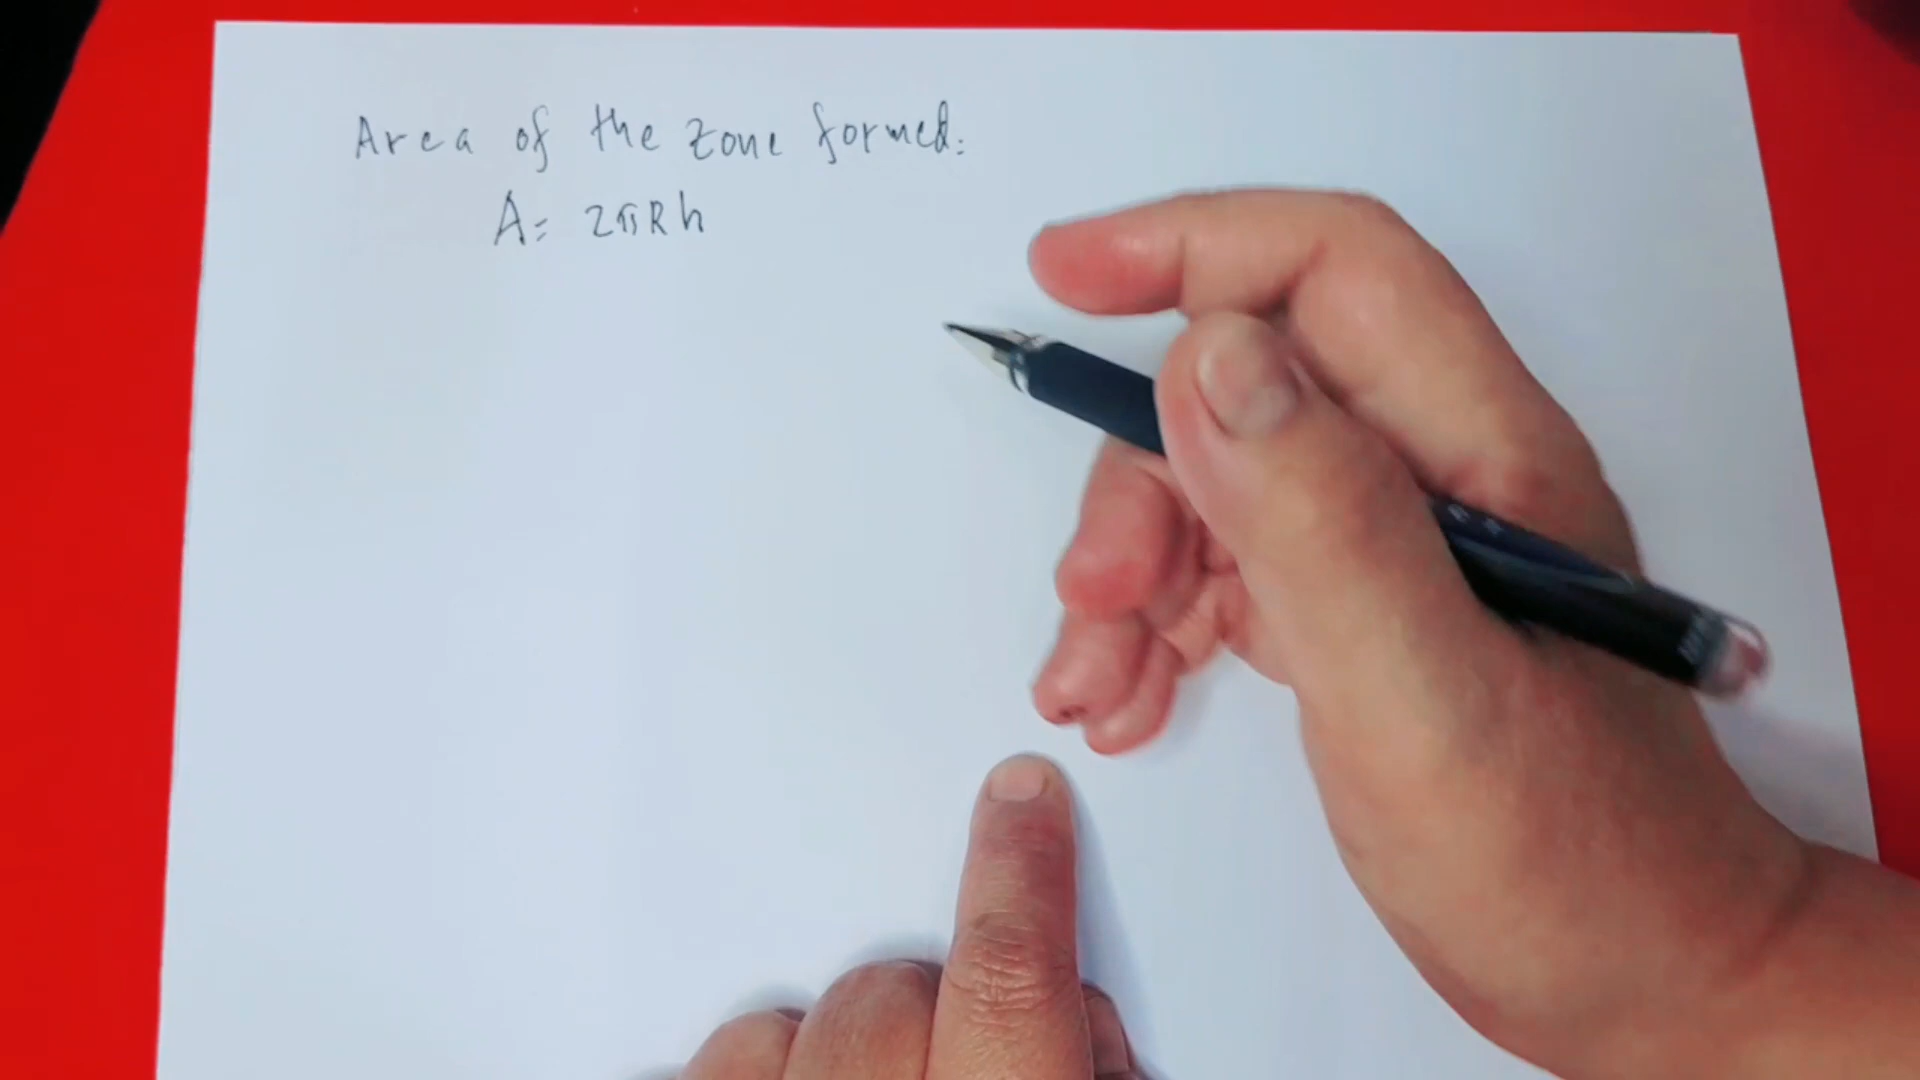 Area of the zone formed:
A= 2πRh